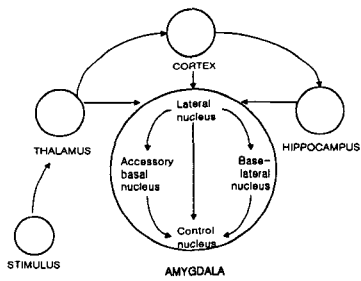 CORTEX
Lateral
nucleus
THALAMUS
HIPPOCAMPUS
Accessory
basal
nucleus
Base-
lateral
nucleus
Control
nucleus
STIMULUS
AMYGDALA